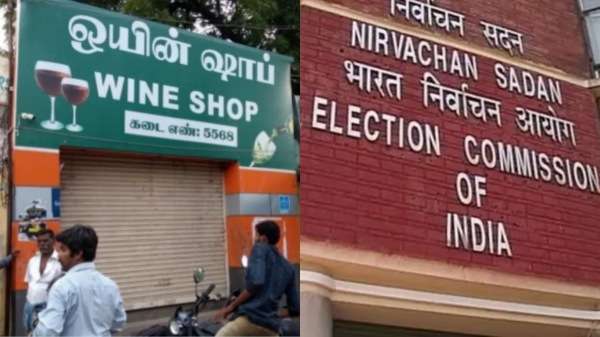 ஒயின் ஷாப்
WINE SHOP
கடை எண்: 5568
निर्वाचन सदन
NIRVACHAN SADAN
भारत निर्वाचन आयोग
ELECTION COMMISSION
OF
INDIA